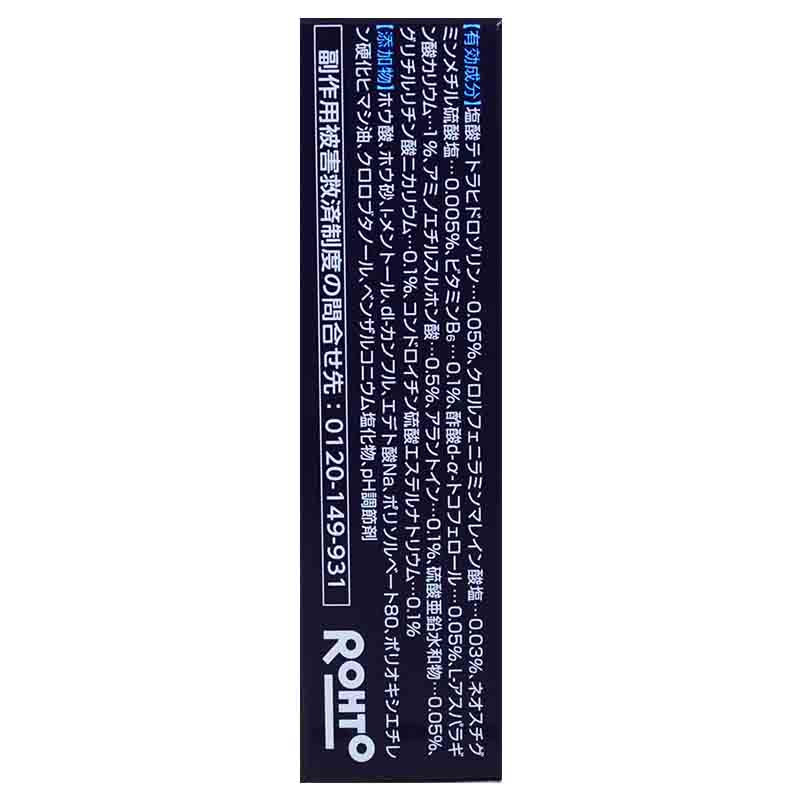 【有効成分】塩酸テトラヒドロゾリン…0.05%、クロルフェニラミンマレイン酸塩…0.03%、ネオスチグ
ミンメチル硫酸塩…0.005%、ビタミンB₆…0.1%、酢酸d-α-トコフェロール…0.05%、L-アスパラギ
ン酸カリウム…1%、アミノエチルスルホン酸…0.5%、アラントイン…0.1%、硫酸亜鉛水和物…0.05%、
グリチルリチン酸二カリウム…0.1%、コンドロイチン硫酸エステルナトリウム…0.1%
【添加物】ホウ酸、ホウ砂、l-メントール、dl-カンフル、エデト酸Na、ポリソルベート80、ポリオキシエチレ
ン硬化ヒマシ油、クロロブタノール、ベンザルコニウム塩化物、pH調節剤
副作用被害救済制度の問合せ先：0120-149-931
ROHTO